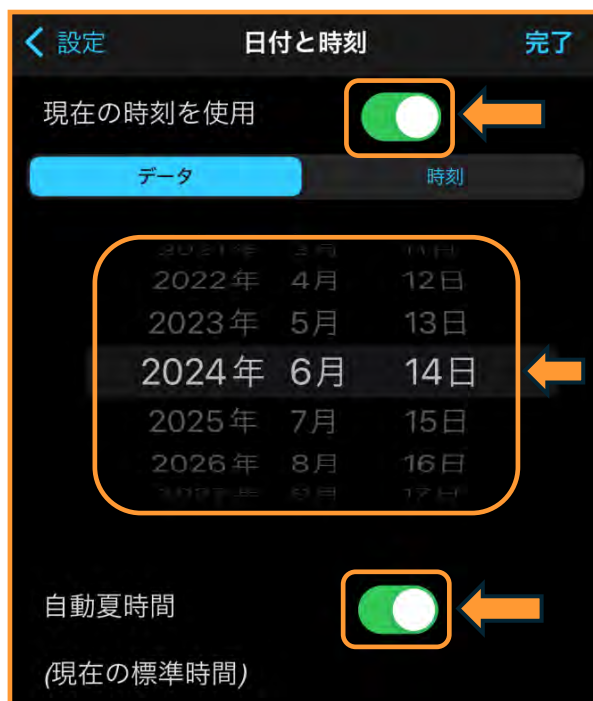 設定 日付と時刻 完了
現在の時刻を使用
データ 時刻
2022年 4月 12日
2023年 5月 13日
2024年 6月 14日
2025年 7月 15日
2026年 8月 16日
自動夏時間
(現在の標準時間)